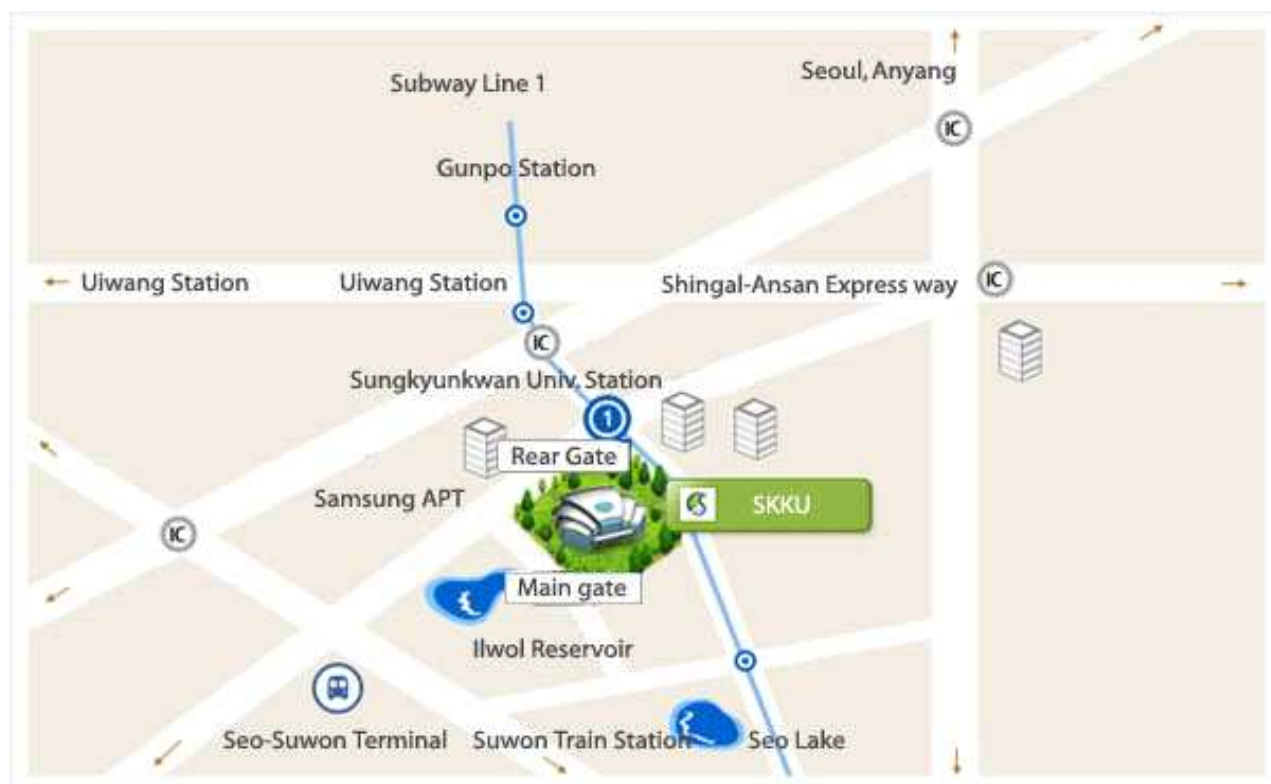 Seoul, Anyang
Subway Line 1
IC
Gunpo Station
Uiwang Station
Uiwang Station
Shingal-Ansan Express way
IC
IC
Sungkyunkwan Univ. Station
1
Rear Gate
Samsung APT
SKKU
IC
Main gate
Ilwol Reservoir
Seo-Suwon Terminal
Suwon Train Station
Seo Lake